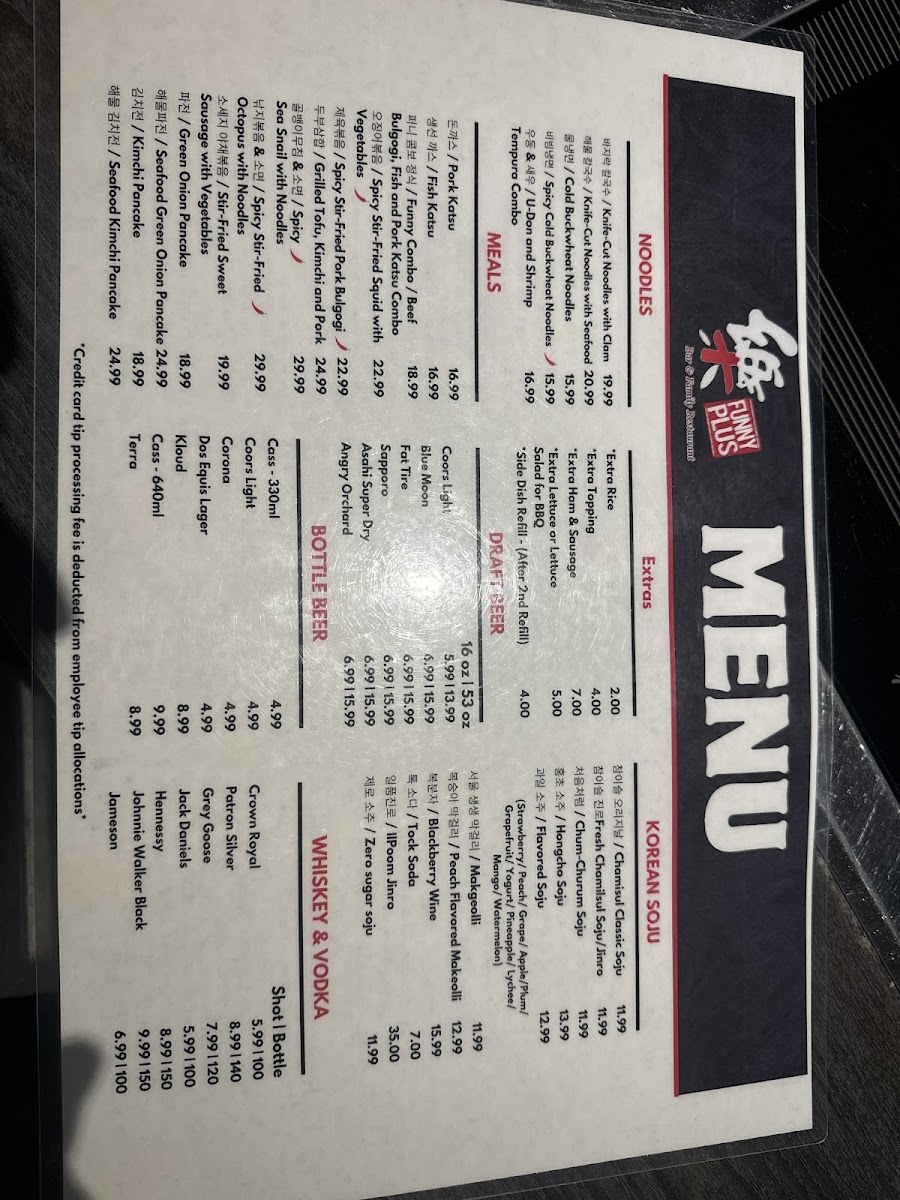 樂
FUNNY
PLUS
Bar & Family Restaurant
MENU
NOODLES
바지락 칼국수 / Knife-Cut Noodles with Clam 19.99
해물 칼국수 / Knife-Cut Noodles with Seafood 20.99
물냉면 / Cold Buckwheat Noodles 15.99
비빔냉면 / Spicy Cold Buckwheat Noodles 15.99
우동 & 새우 / U-Don and Shrimp 16.99
Tempura Combo
MEALS
돈까스 / Pork Katsu 16.99
생선 까스 / Fish Katsu 16.99
퍼니 콤보 정식 / Funny Combo / Beef 18.99
Bulgogi, Fish and Pork Katsu Combo
오징어볶음 / Spicy Stir-Fried Squid with 22.99
Vegetables
제육볶음 / Spicy Stir-Fried Pork Bulgogi 22.99
두부삼합 / Grilled Tofu, Kimchi and Pork 24.99
골뱅이무침 & 소면 / Spicy 29.99
Sea Snail with Noodles
낙지볶음 & 소면 / Spicy Stir-Fried 29.99
Octopus with Noodles
소세지 야채볶음 / Stir-Fried Sweet 19.99
Sausage with Vegetables
파전 / Green Onion Pancake 18.99
해물파전 / Seafood Green Onion Pancake 24.99
김치전 / Kimchi Pancake 18.99
해물 김치전 / Seafood Kimchi Pancake 24.99
Extras
*Extra Rice 2.00
*Extra Topping 4.00
*Extra Ham & Sausage 7.00
*Extra Lettuce or Lettuce 5.00
Salad for BBQ
*Side Dish Refill - (After 2nd Refill) 4.00
DRAFT BEER
16 oz | 53 oz
Coors Light 5.99 | 13.99
Blue Moon 6.99 | 15.99
Fat Tire 6.99 | 15.99
Sapporo 6.99 | 15.99
Asahi Super Dry 6.99 | 15.99
Angry Orchard 6.99 | 15.99
BOTTLE BEER
Cass - 330ml 4.99
Coors Light 4.99
Corona 4.99
Dos Equis Lager 4.99
Kloud 8.99
Cass - 640ml 9.99
Terra 8.99
KOREAN SOJU
참이슬 오리지날 / Chamisul Classic Soju 11.99
참이슬 진로Fresh Chamilsul Soju/Jinro 11.99
처음처럼 / Chum-Churum Soju 11.99
홍초 소주 / Hongcho Soju 13.99
과일 소주 / Flavored Soju 12.99
(Strawberry/ Peach/ Grape/ Apple/Plum/
Grapefruit/ Yogurt/ Pineapple/ Lychee/
Mango/ Watermelon)
서울 생생 막걸리 / Makgeolli 11.99
복숭아 막걸리 / Peach Flavored Makeolli 12.99
복분자 / Blackberry Wine 15.99
톡 소다 / Tock Soda 7.00
일품진로 / IlPoom Jinro 35.00
제로 소주 / Zero sugar soju 11.99
WHISKEY & VODKA
Shot | Bottle
Crown Royal 5.99 | 100
Patron Silver 8.99 | 140
Grey Goose 7.99 | 120
Jack Daniels 5.99 | 100
Hennessy 8.99 | 150
Johnnie Walker Black 9.99 | 150
Jameson 6.99 | 100
*Credit card tip processing fee is deducted from employee tip allocations*